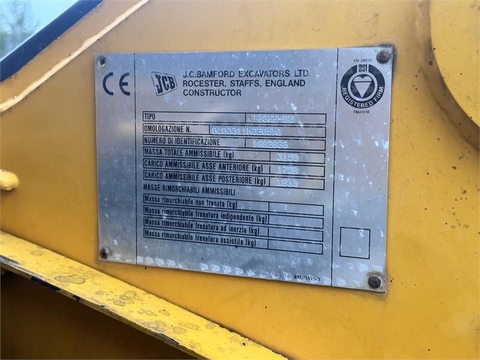 CE
JCB
J.C.BAMFORD EXCAVATORS LTD.
ROCESTER, STAFFS, ENGLAND
CONSTRUCTOR
REGISTERED FIRM
TIPO
OMOLOGAZIONE N.
NUMERO DI IDENTIFICAZIONE
MASSA TOTALE AMMISSIBILE (kg)
CARICO AMMISSIBILE ASSE ANTERIORE (kg)
CARICO AMMISSIBILE ASSE POSTERIORE (kg)
MASSE RIMORCHIABILI AMMISSIBILI
Massa rimorchiabile non frenata (kg)
Massa rimorchiabile frenatura indipendente (kg)
Massa rimorchiabile frenatura ad inerzia (kg)
Massa rimorchiabile frenatura assistita (kg)